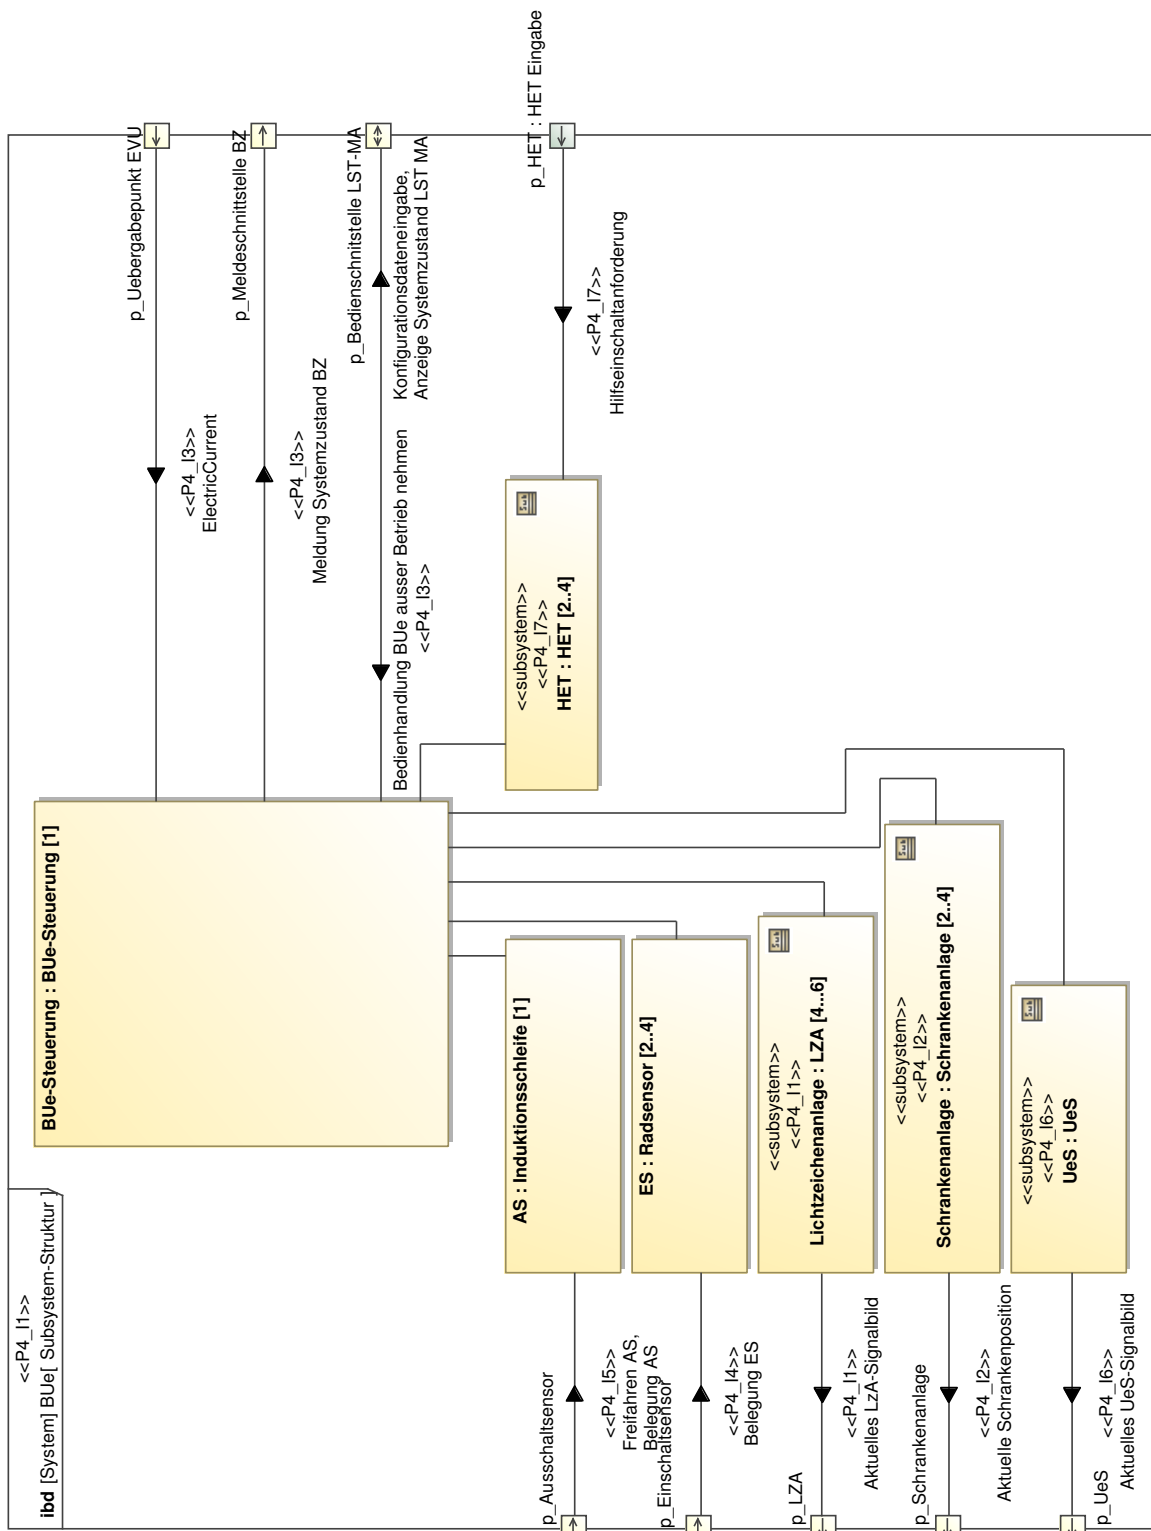 <<P4_I1>>
ibd [System] BUe[ Subsystem-Struktur ]
BUe-Steuerung : BUe-Steuerung [1]
p_Uebergabepunkt EVU
<<P4_I3>>
ElectricCurrent
p_Meldeschnittstelle BZ
<<P4_I3>>
Meldung Systemzustand BZ
p_Bedienschnitstelle LST-MA
Konfigurationsdateneingabe,
Anzeige Systemzustand LST MA
Bedienhandlung BUe ausser Betrieb nehmen
<<P4_I3>>
p_HET : HET Eingabe
<<P4_I7>>
Hilfseinschaltanforderung
<<subsystem>>
<<P4_I7>>
HET : HET [2..4]
p_Ausschaltsensor
<<P4_I5>>
Freifahren AS,
Belegung AS
AS : Induktionsschleife [1]
p_Einschaltsensor
<<P4_I4>>
Belegung ES
ES : Radsensor [2..4]
p_LZA
<<P4_I1>>
Aktuelles LzA-Signalbild
<<subsystem>>
<<P4_I1>>
Lichtzeichenanlage : LZA [4...6]
p_Schrankenanlage
<<P4_I2>>
Aktuelle Schrankenposition
<<subsystem>>
<<P4_I2>>
Schrankenanlage : Schrankenanlage [2..4]
p_UeS
<<P4_I6>>
Aktuelles UeS-Signalbild
<<subsystem>>
<<P4_I6>>
UeS : UeS